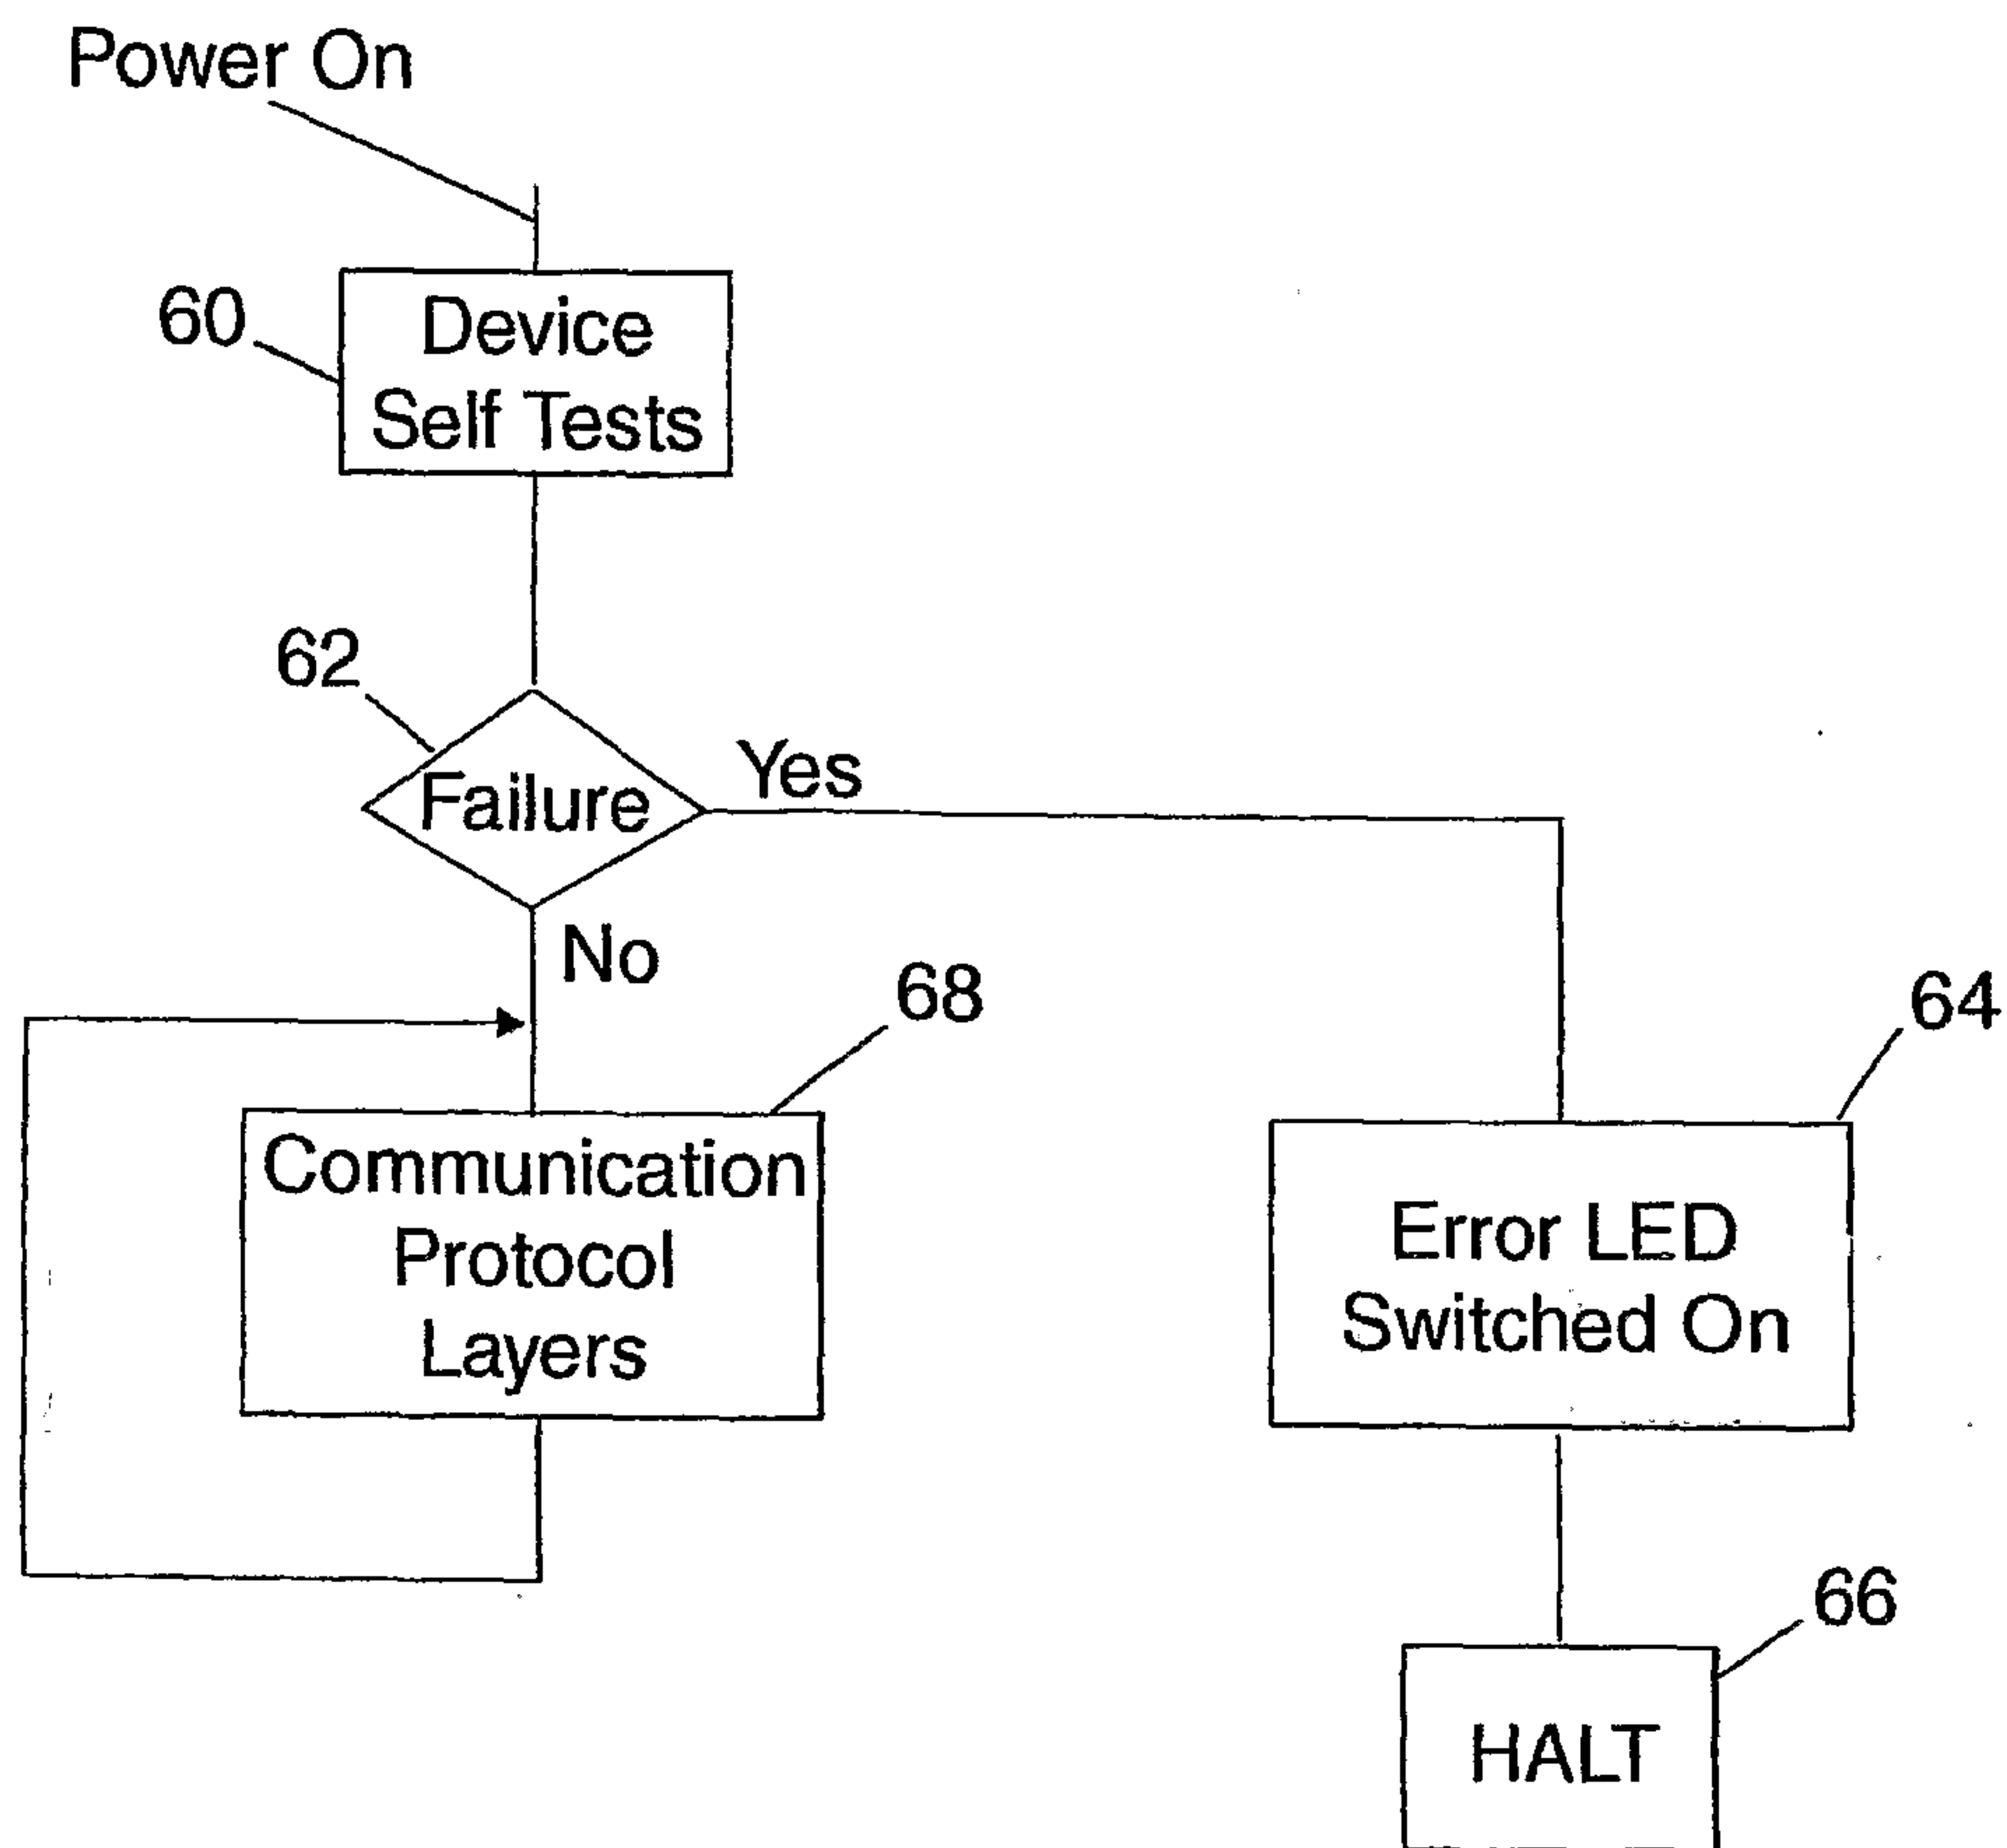 Power On
60
Device
Self Tests
62
Failure
Yes
No
68
64
Communication
Protocol
Layers
Error LED
Switched On
66
HALT